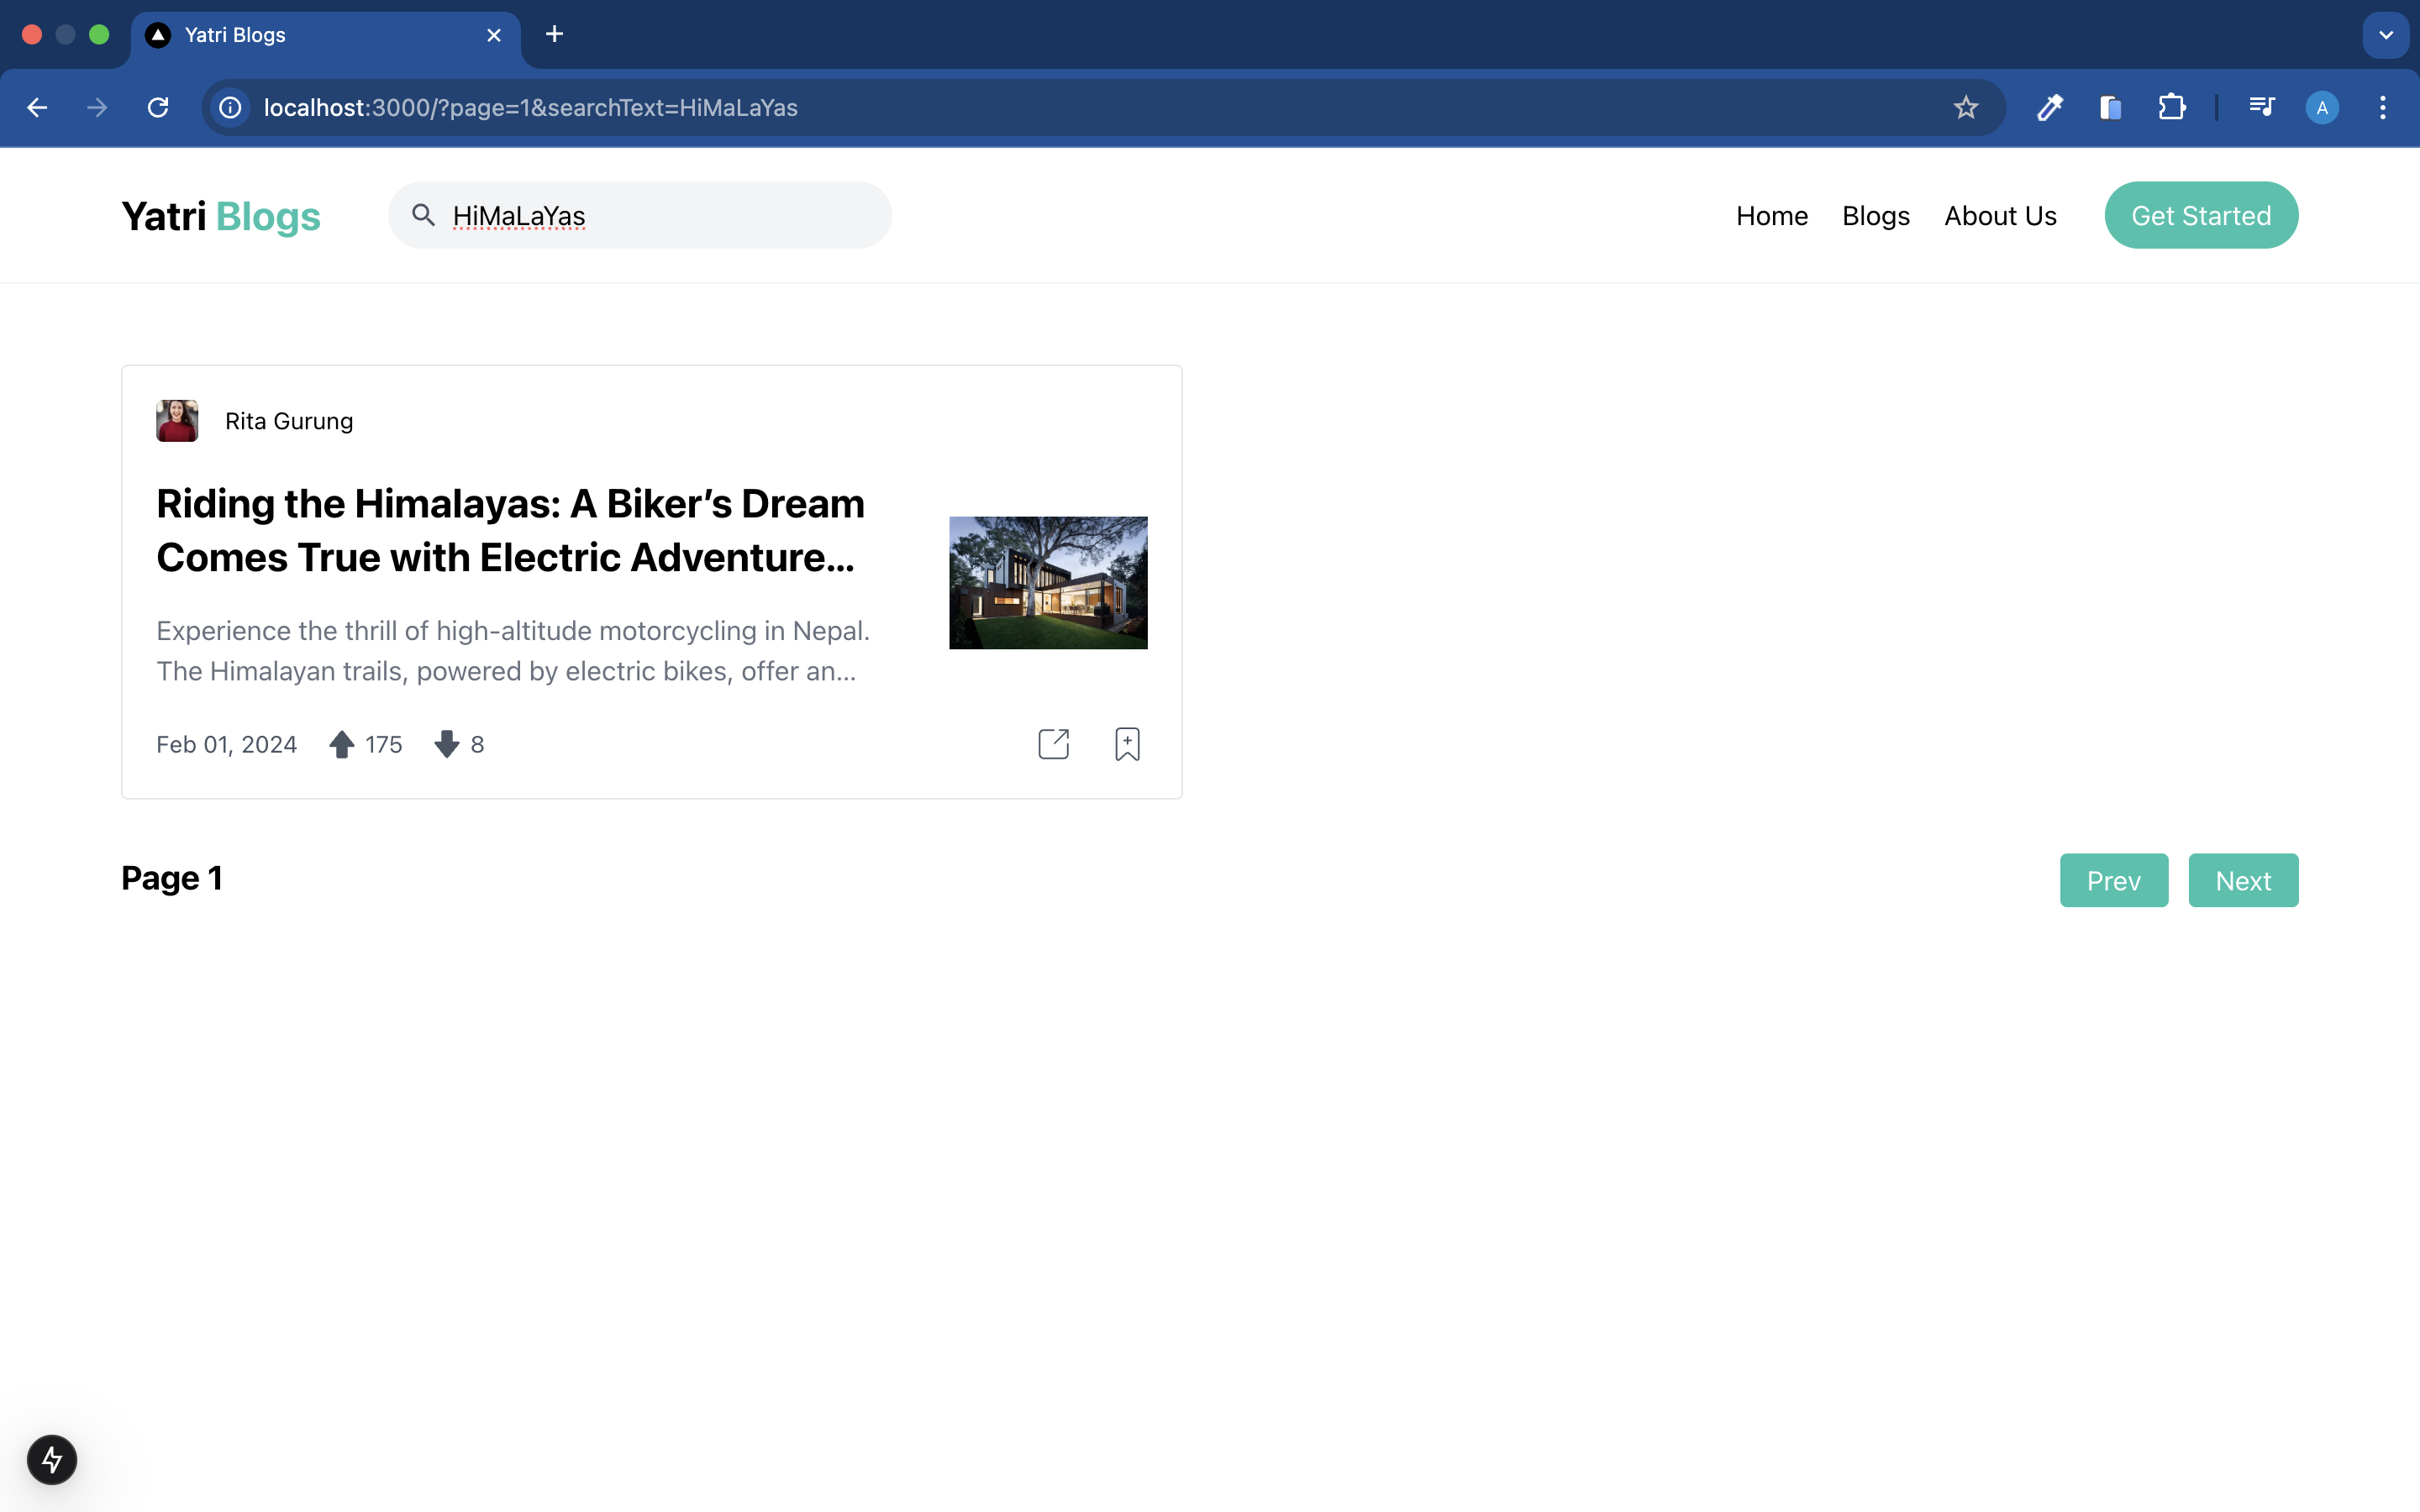 Yatri Blogs
localhost:3000/?page=1&searchText=HiMaLaYas
A
Yatri Blogs
HiMaLaYas
Home
Blogs
About Us
Get Started
Rita Gurung
Riding the Himalayas: A Biker’s Dream
Comes True with Electric Adventure...
Experience the thrill of high-altitude motorcycling in Nepal.
The Himalayan trails, powered by electric bikes, offer an...
Feb 01, 2024
175
8
Page 1
Prev
Next